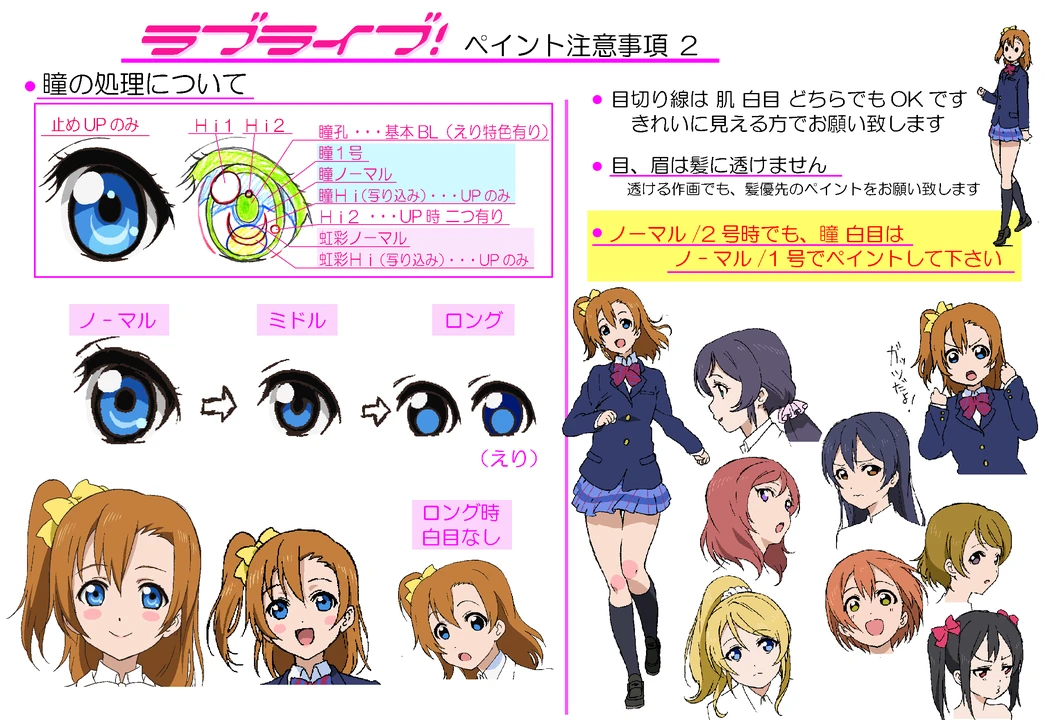 ラブライブ! ペイント注意事項 2
●瞳の処理について
止めUPのみ
Hi1 Hi2
瞳孔・・・基本BL(えり特色有り)
瞳1号
瞳ノーマル
瞳Hi(写り込み)・・・UPのみ
Hi2 ・・・UP時 二つ有り
虹彩ノーマル
虹彩Hi(写り込み)・・・UPのみ
ノ-マル
ミドル
ロング
(えり)
ロング時
白目なし
●目切り線は 肌 白目 どちらでもOKです
きれいに見える方でお願い致します
●目、眉は髪に透けません
透ける作画でも、髪優先のペイントをお願い致します
●ノーマル/2号時でも、瞳 白目は
ノ-マル/1号でペイントして下さい
ガッツだよ!